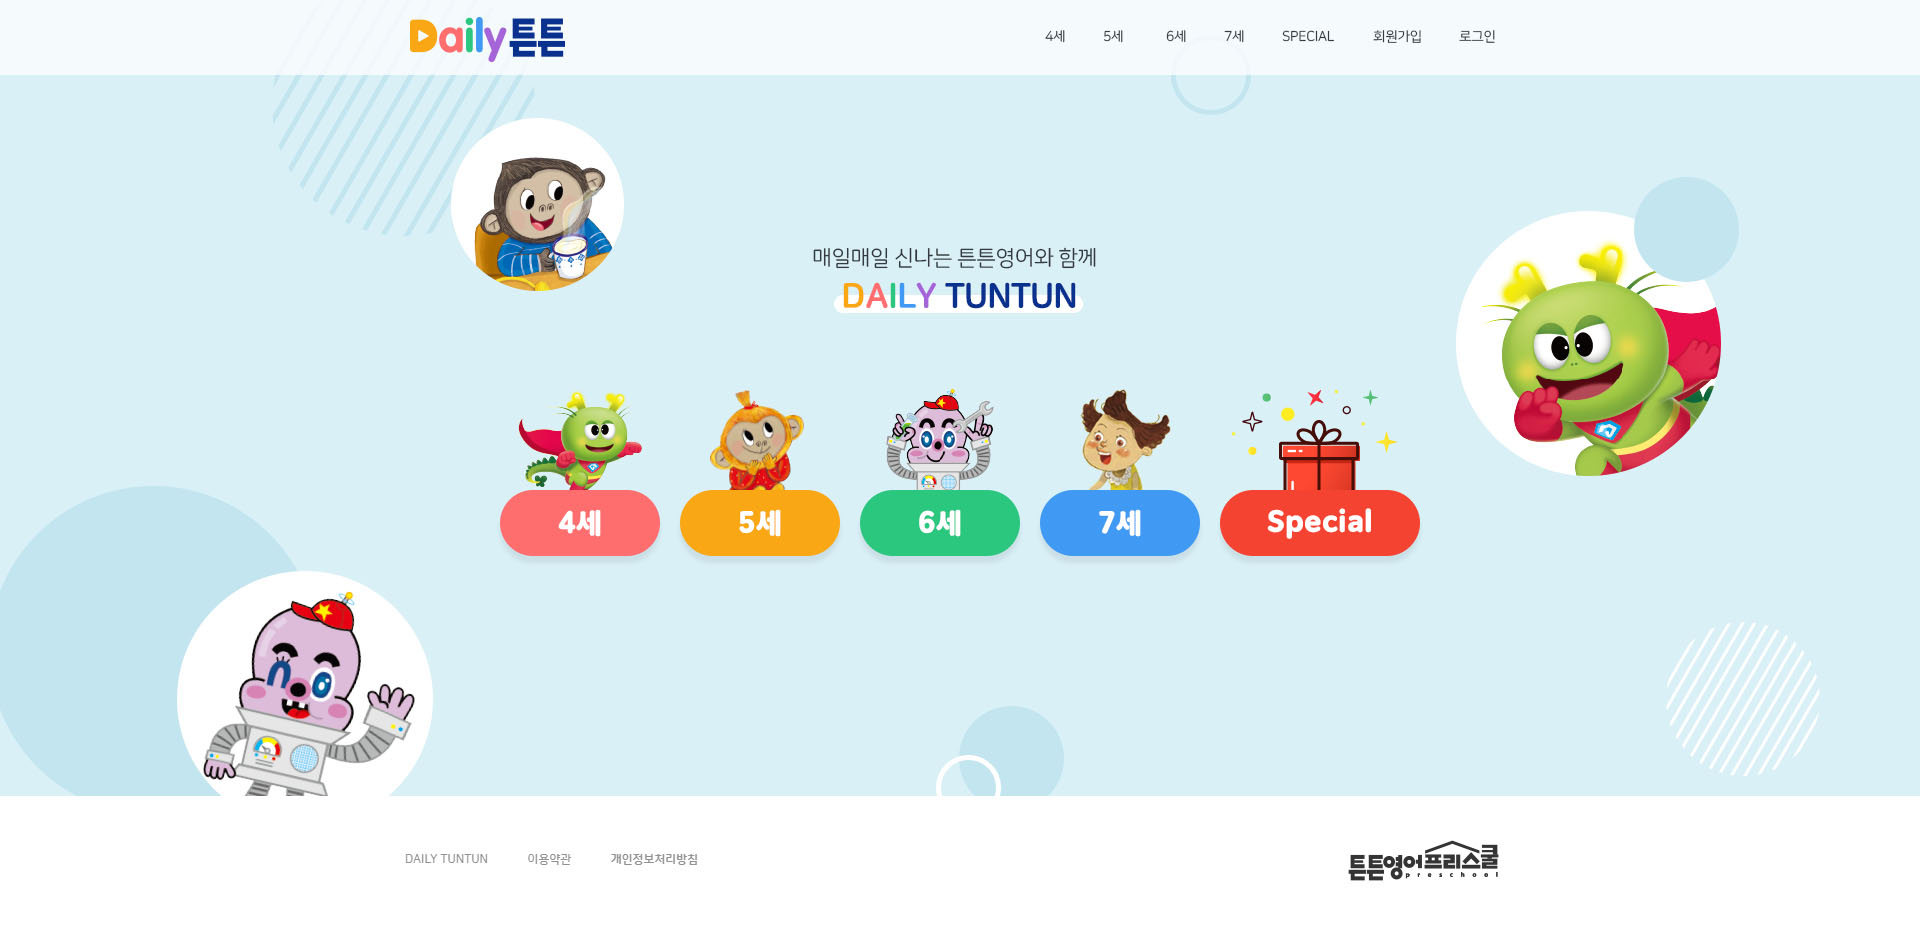 Daily 튼튼
4세 5세 6세 7세 SPECIAL 회원가입 로그인
매일매일 신나는 튼튼영어와 함께
DAILY TUNTUN
4세 5세 6세 7세 Special
DAILY TUNTUN 이용약관 개인정보처리방침
튼튼영어프리스쿨
preschool